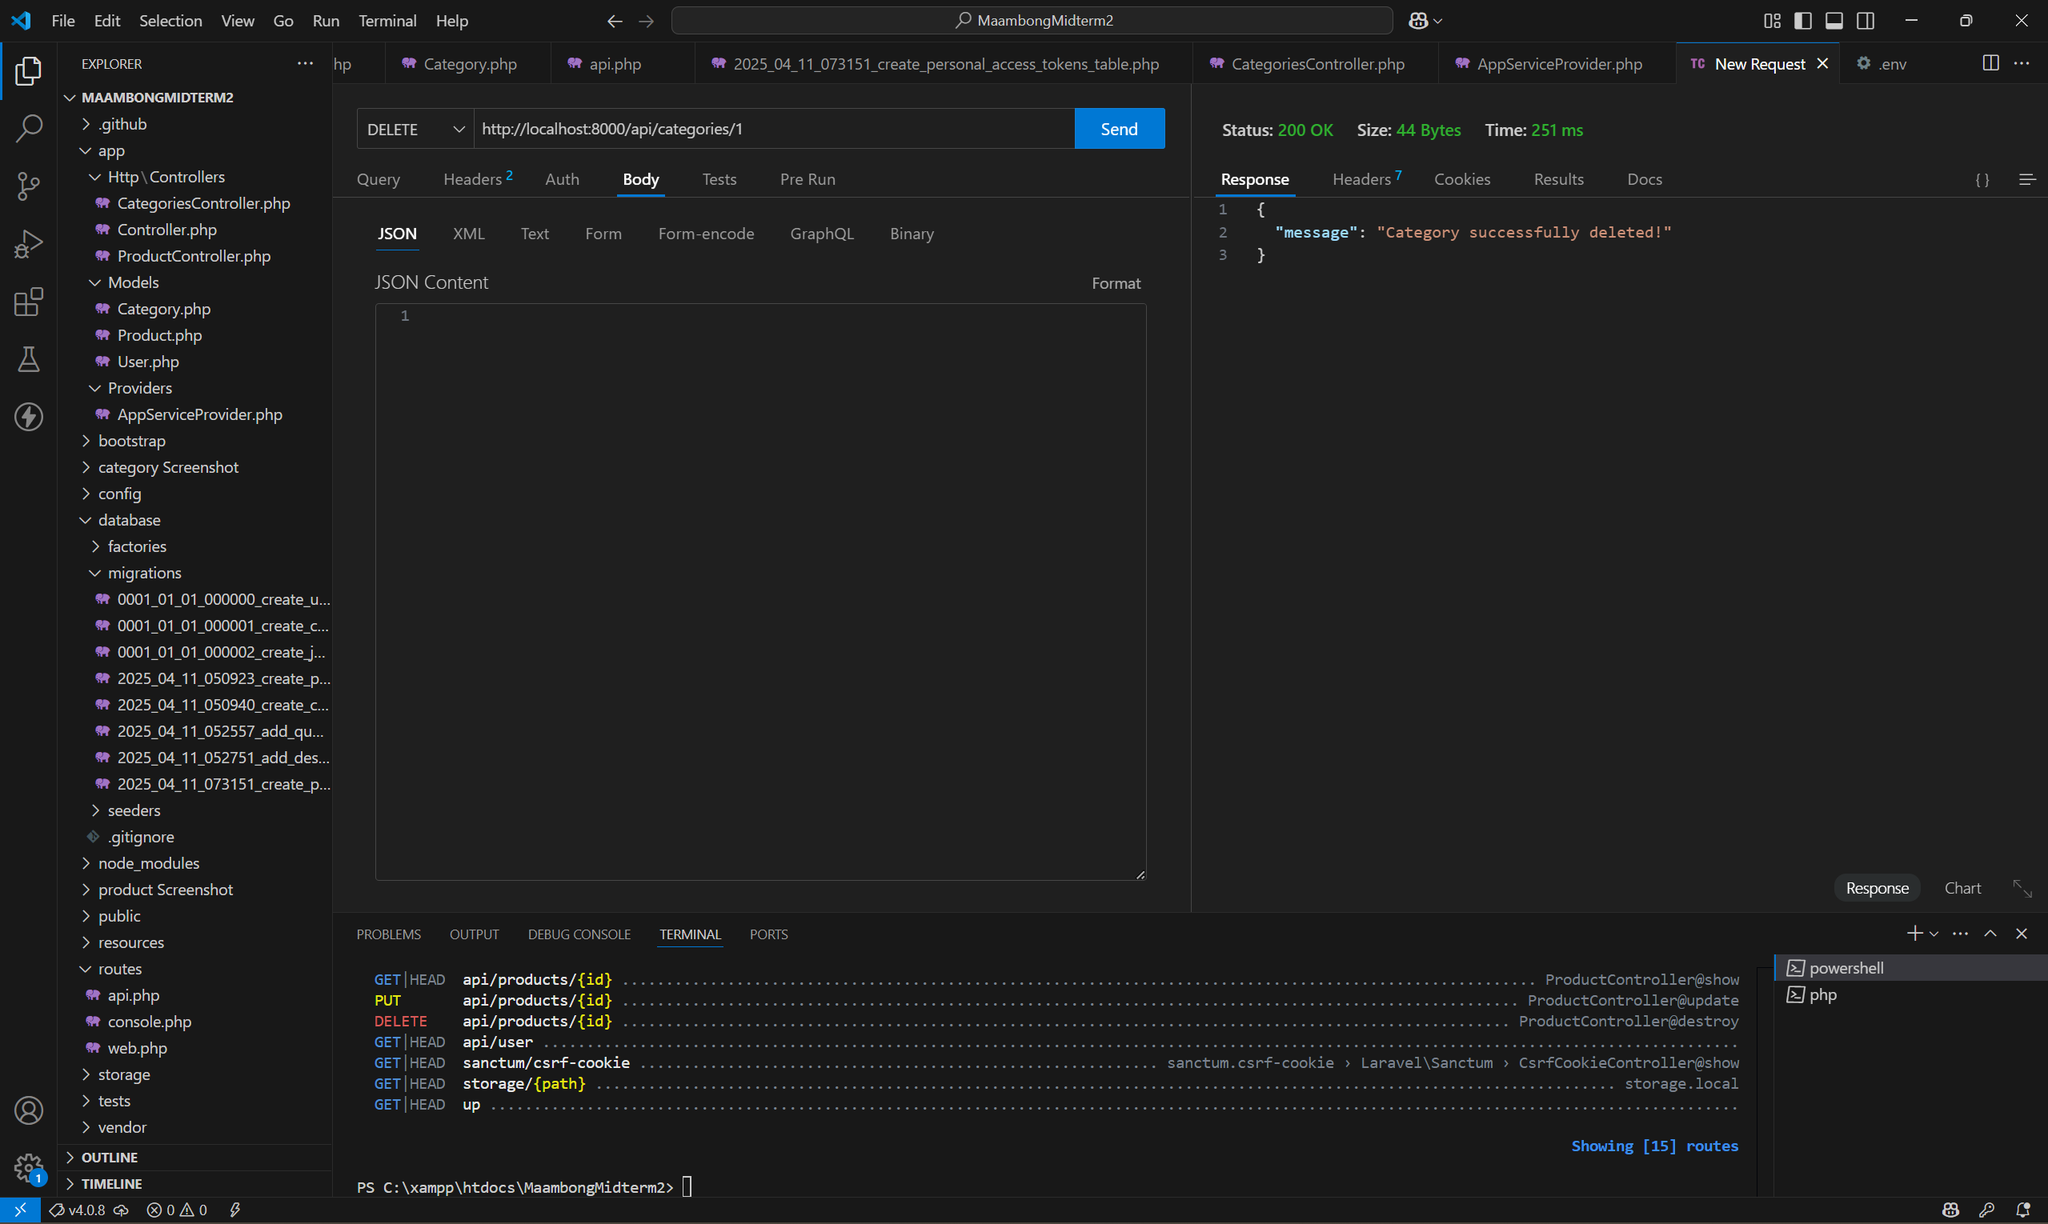 File Edit Selection View Go Run Terminal Help
MaambongMidterm2
EXPLORER
hp
Category.php
api.php
2025_04_11_073151_create_personal_access_tokens_table.php
CategoriesController.php
AppServiceProvider.php
TC New Request
.env
MAAMBONGMIDTERM2
.github
app
Http\Controllers
CategoriesController.php
Controller.php
ProductController.php
Models
Category.php
Product.php
User.php
Providers
AppServiceProvider.php
bootstrap
category Screenshot
config
database
factories
migrations
0001_01_01_000000_create_u...
0001_01_01_000001_create_c...
0001_01_01_000002_create_j...
2025_04_11_050923_create_p...
2025_04_11_050940_create_c...
2025_04_11_052557_add_qu...
2025_04_11_052751_add_des...
2025_04_11_073151_create_p...
seeders
.gitignore
node_modules
product Screenshot
public
resources
routes
api.php
console.php
web.php
storage
tests
vendor
OUTLINE
TIMELINE
DELETE http://localhost:8000/api/categories/1 Send
Query Headers 2 Auth Body Tests Pre Run
JSON XML Text Form Form-encode GraphQL Binary
JSON Content Format
1
Status: 200 OK Size: 44 Bytes Time: 251 ms
Response Headers 7 Cookies Results Docs { }
1 {
2 "message": "Category successfully deleted!"
3 }
Response Chart
PROBLEMS OUTPUT DEBUG CONSOLE TERMINAL PORTS
GET|HEAD api/products/{id} ........ ProductController@show
PUT api/products/{id} ........ ProductController@update
DELETE api/products/{id} ........ ProductController@destroy
GET|HEAD api/user ........
GET|HEAD sanctum/csrf-cookie ........ sanctum.csrf-cookie › Laravel\Sanctum › CsrfCookieController@show
GET|HEAD storage/{path} ........ storage.local
GET|HEAD up ........
Showing [15] routes
PS C:\xampp\htdocs\MaambongMidterm2>
powershell
php
1
v4.0.8 0 0